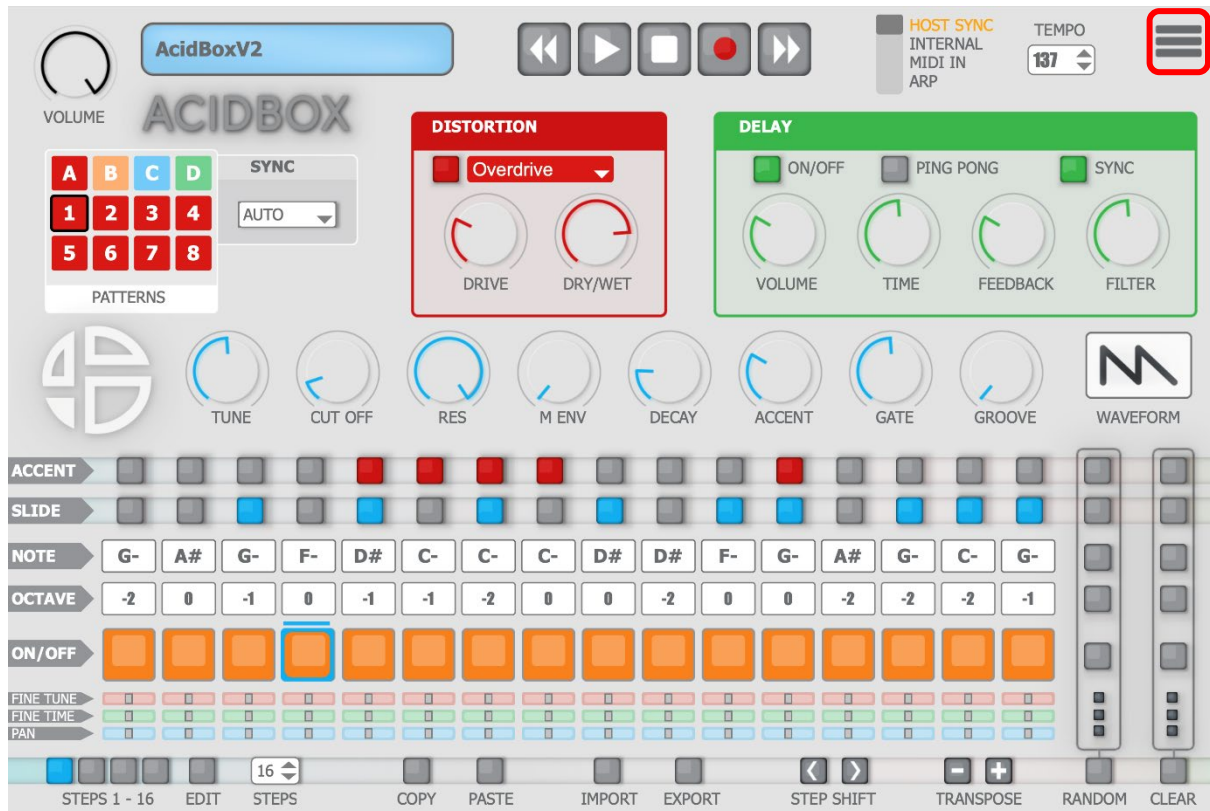 AcidBoxV2
HOST SYNC
INTERNAL
MIDI IN
ARP
TEMPO
137
VOLUME
ACIDBOX
A B C D
1 2 3 4
5 6 7 8
PATTERNS
SYNC
AUTO
DISTORTION
Overdrive
DRIVE DRY/WET
DELAY
ON/OFF PING PONG SYNC
VOLUME TIME FEEDBACK FILTER
TUNE CUT OFF RES M ENV DECAY ACCENT GATE GROOVE WAVEFORM
ACCENT
SLIDE
NOTE G- A# G- F- D# C- C- C- D# D# F- G- A# G- C- G-
OCTAVE -2 0 -1 0 -1 -1 -2 0 0 -2 0 0 -2 -2 -2 -1
ON/OFF
FINE TUNE
FINE TIME
PAN
16
STEPS 1 - 16 EDIT STEPS COPY PASTE IMPORT EXPORT STEP SHIFT TRANSPOSE RANDOM CLEAR